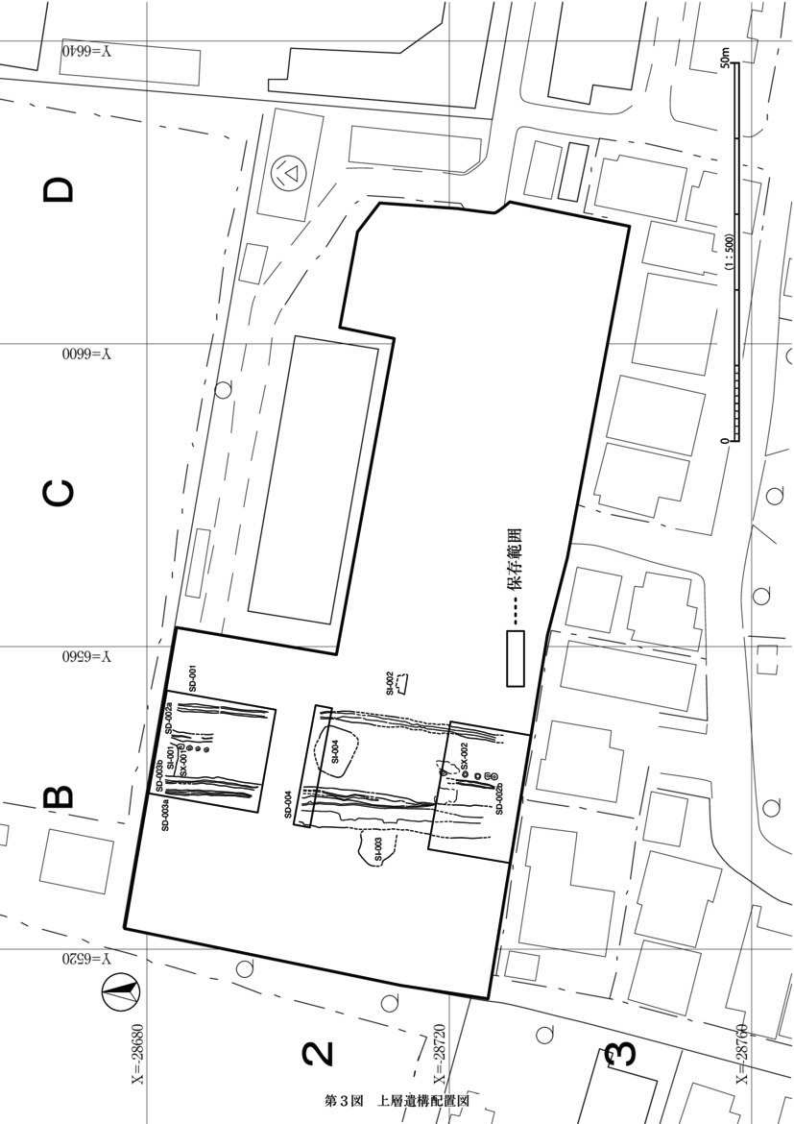 Y=6640
Y=6600
Y=6560
Y=6520
D
C
B
2
3
X=-28680
X=-28720
X=-28760
50m
(1:500)
0
保存範囲
SD-001
SD-002a
SI-001
SX-001
SD-003b
SD-003a
SI-002
SI-004
SD-004
SI-003
SX-002
SD-002b
第3図 上層遺構配置図